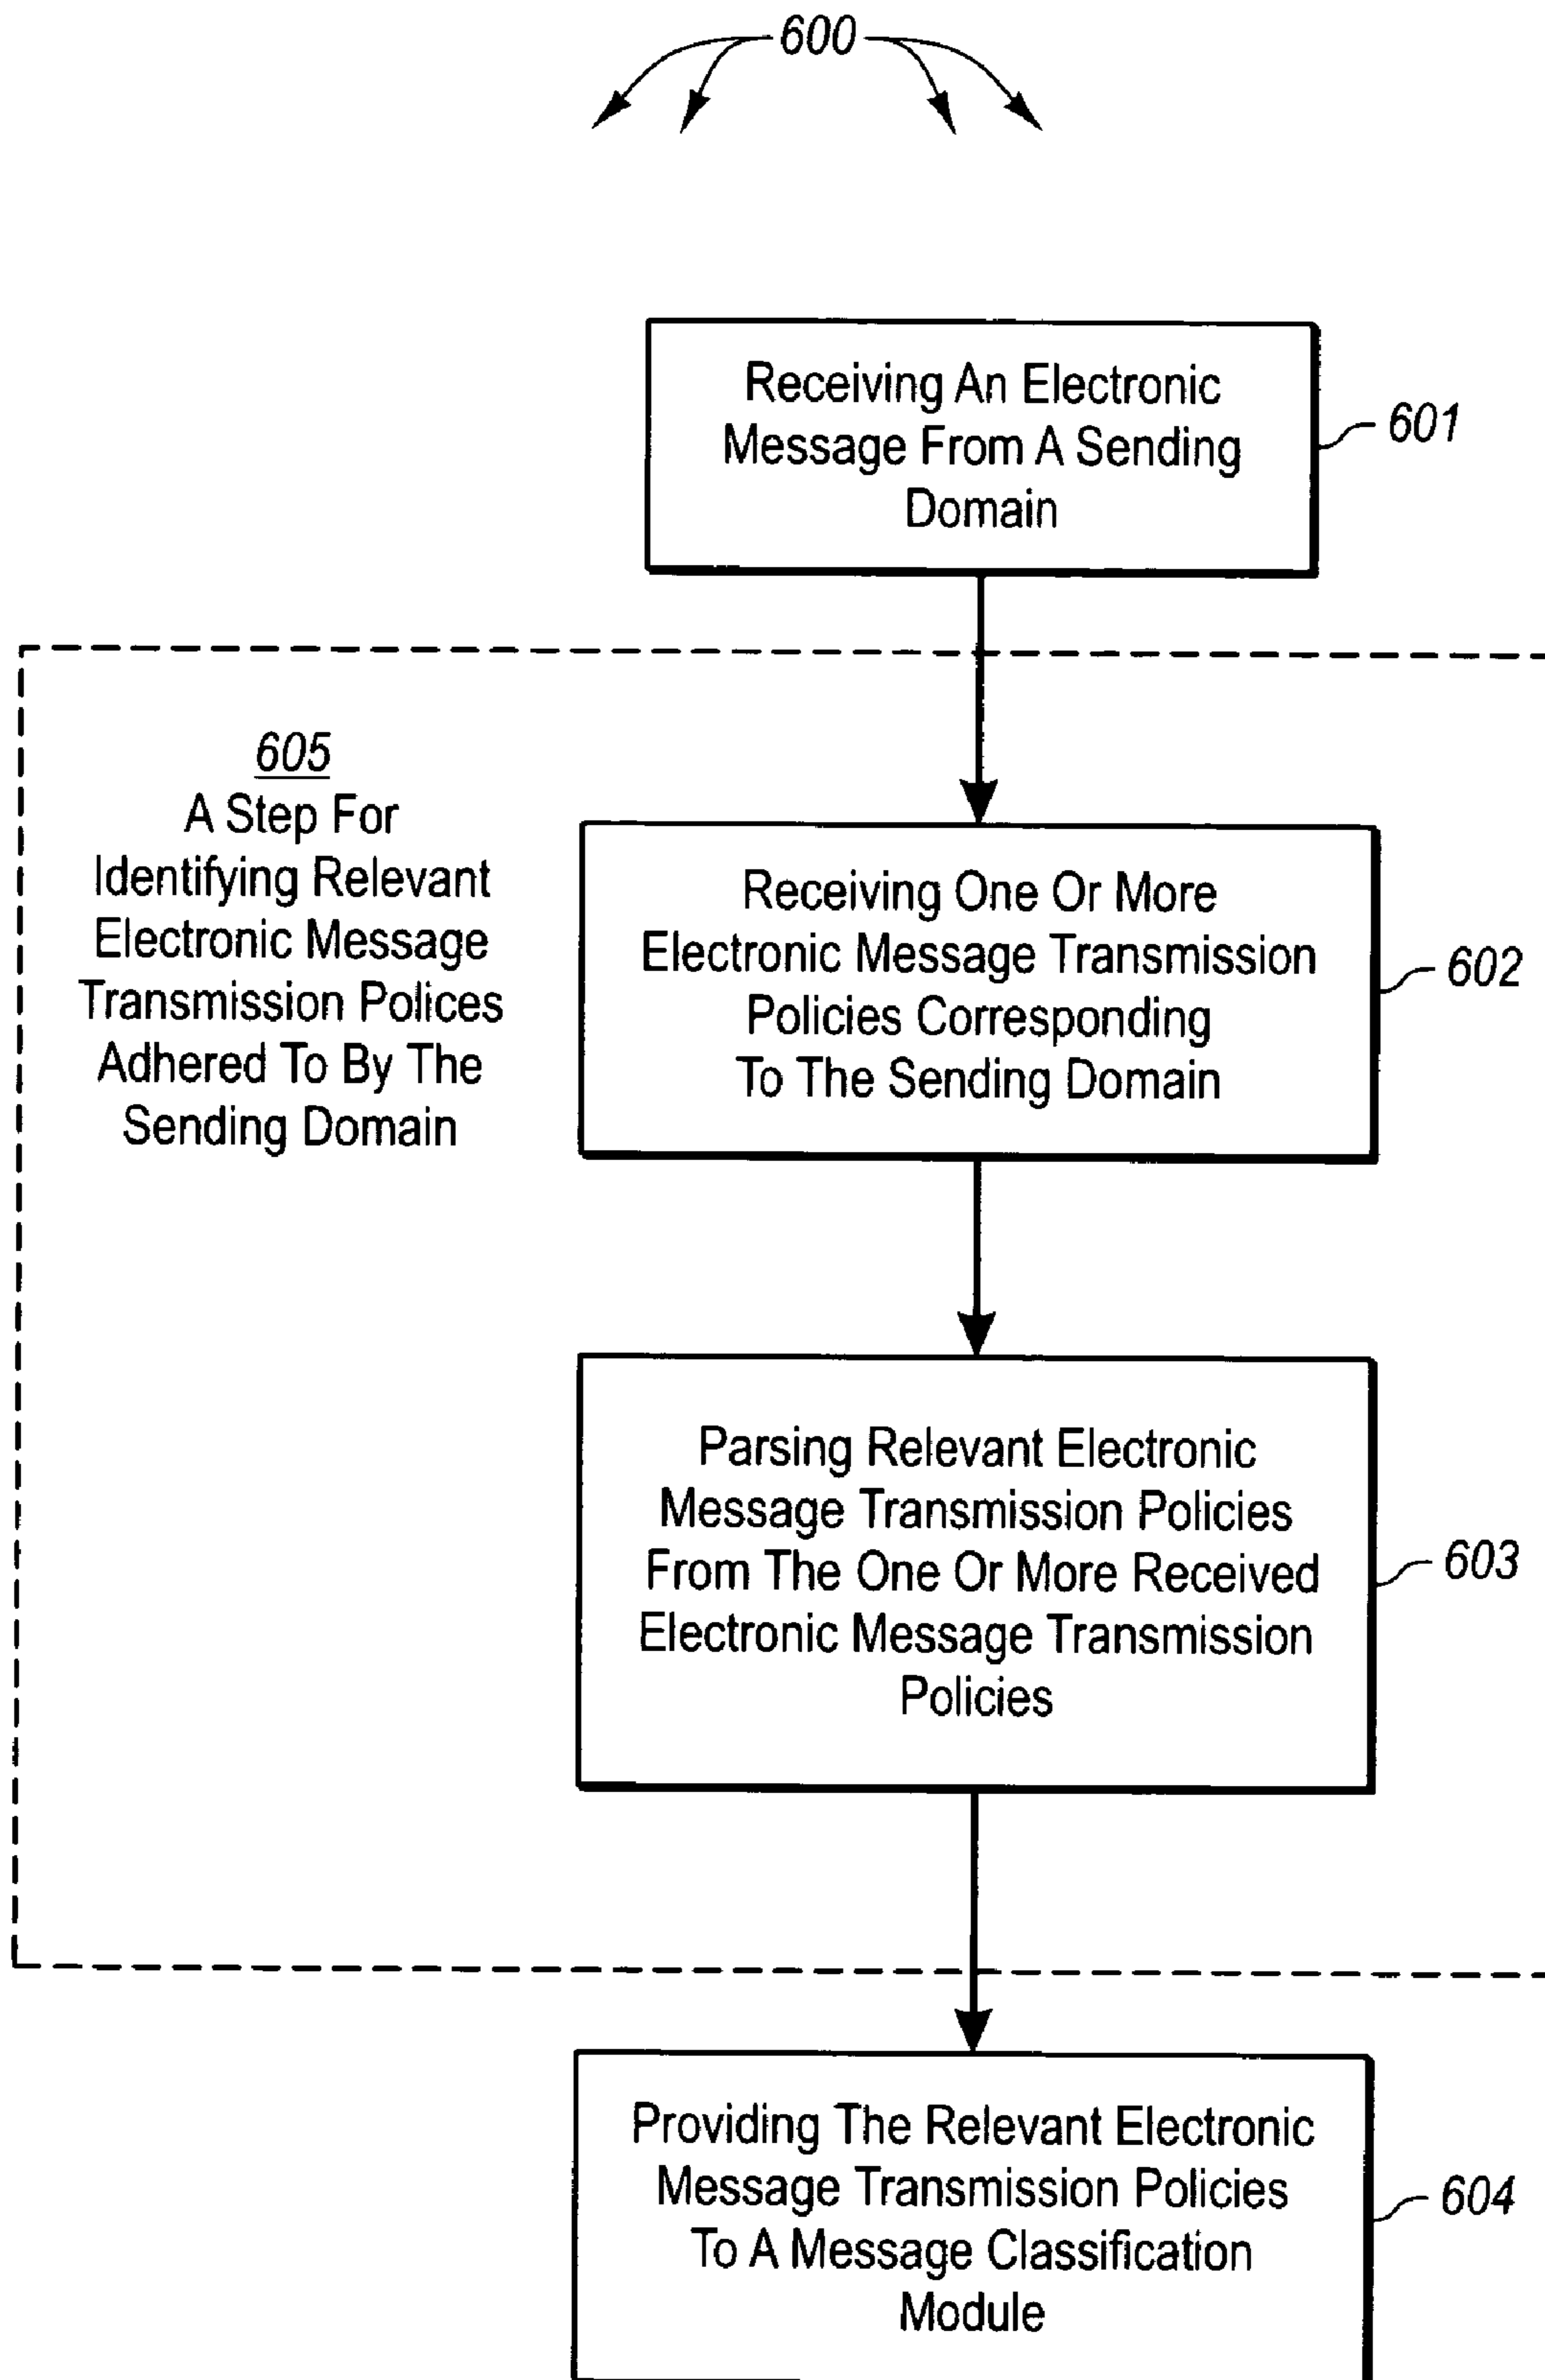 600
Receiving An Electronic
Message From A Sending
Domain
601
605
A Step For
Identifying Relevant
Electronic Message
Transmission Polices
Adhered To By The
Sending Domain
Receiving One Or More
Electronic Message Transmission
Policies Corresponding
To The Sending Domain
602
Parsing Relevant Electronic
Message Transmission Policies
From The One Or More Received
Electronic Message Transmission
Policies
603
Providing The Relevant Electronic
Message Transmission Policies
To A Message Classification
Module
604